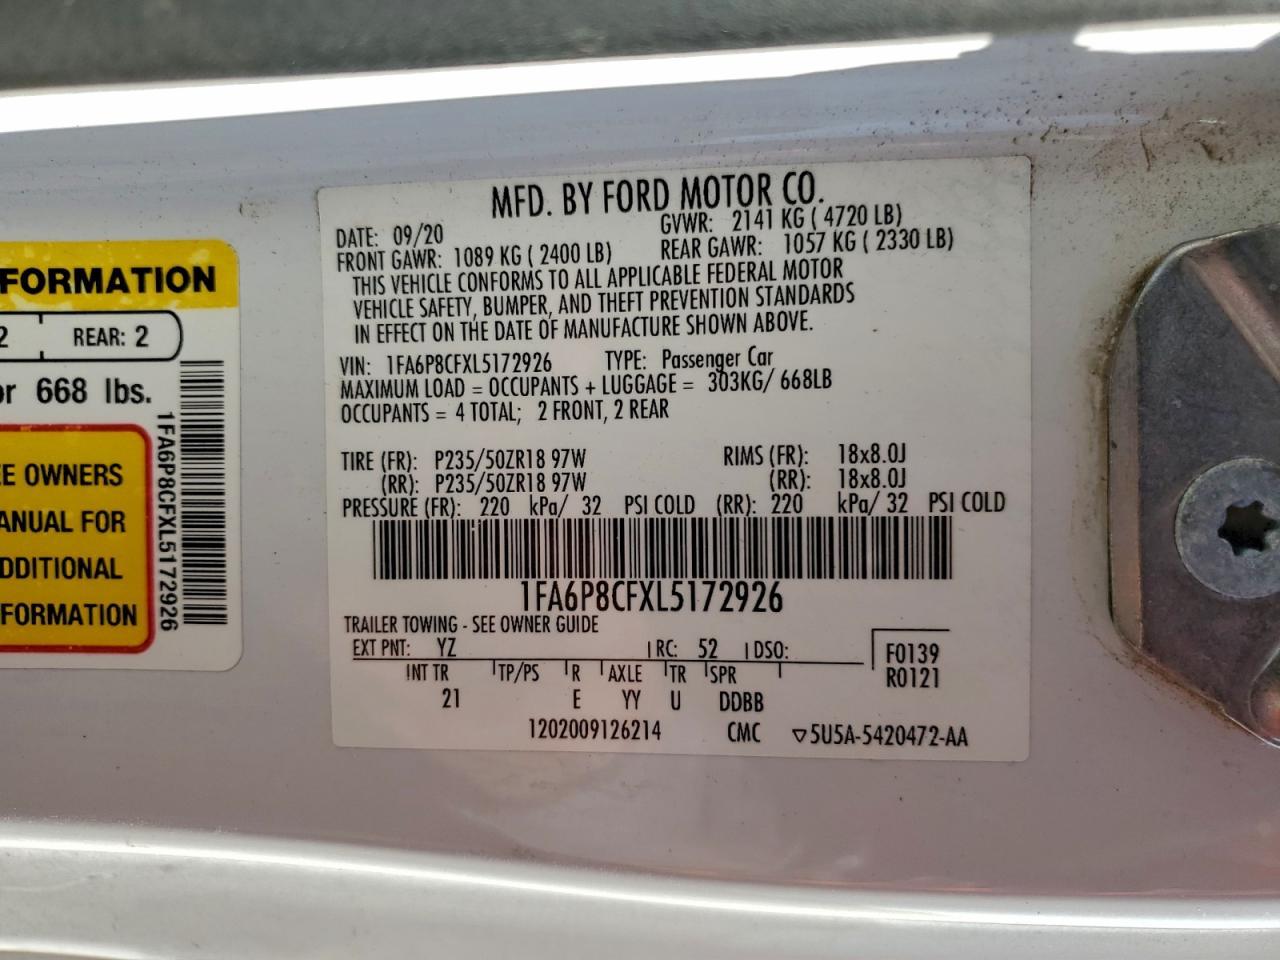 FORMATION
2 REAR: 2
or 668 lbs.
EE OWNERS
ANUAL FOR
DDITIONAL
FORMATION
1FA6P8CFXL5172926
MFD. BY FORD MOTOR CO.
DATE: 09/20 GVWR: 2141 KG ( 4720 LB)
FRONT GAWR: 1089 KG ( 2400 LB) REAR GAWR: 1057 KG ( 2330 LB)
THIS VEHICLE CONFORMS TO ALL APPLICABLE FEDERAL MOTOR
VEHICLE SAFETY, BUMPER, AND THEFT PREVENTION STANDARDS
IN EFFECT ON THE DATE OF MANUFACTURE SHOWN ABOVE.
VIN: 1FA6P8CFXL5172926 TYPE: Passenger Car
MAXIMUM LOAD = OCCUPANTS + LUGGAGE = 303KG/ 668LB
OCCUPANTS = 4 TOTAL; 2 FRONT, 2 REAR
TIRE (FR): P235/50ZR18 97W RIMS (FR): 18x8.0J
(RR): P235/50ZR18 97W (RR): 18x8.0J
PRESSURE (FR): 220 kPa/ 32 PSI COLD (RR): 220 kPa/ 32 PSI COLD
1FA6P8CFXL5172926
TRAILER TOWING - SEE OWNER GUIDE
EXT PNT: YZ RC: 52 DSO: F0139
INT TR TP/PS R AXLE TR SPR R0121
21 E YY U DDBB
1202009126214 CMC ▽5U5A-5420472-AA